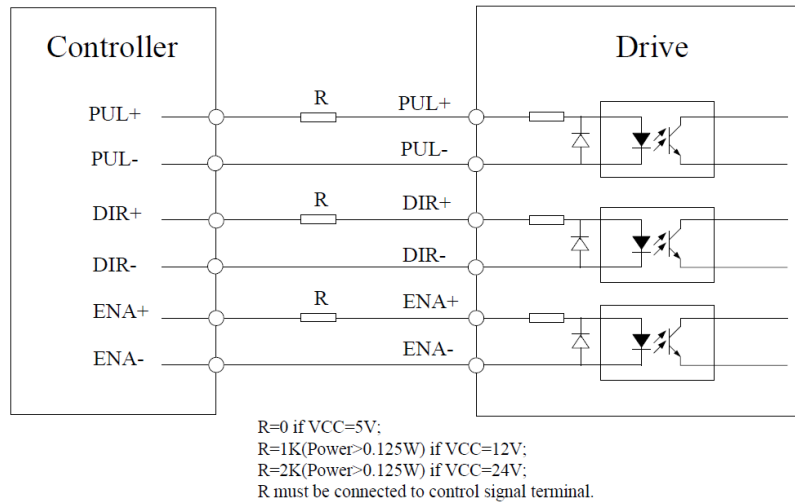 Controller
Drive
PUL+
R
PUL+
PUL-
PUL-
DIR+
R
DIR+
DIR-
DIR-
ENA+
R
ENA+
ENA-
ENA-
R=0 if VCC=5V;
R=1K(Power>0.125W) if VCC=12V;
R=2K(Power>0.125W) if VCC=24V;
R must be connected to control signal terminal.